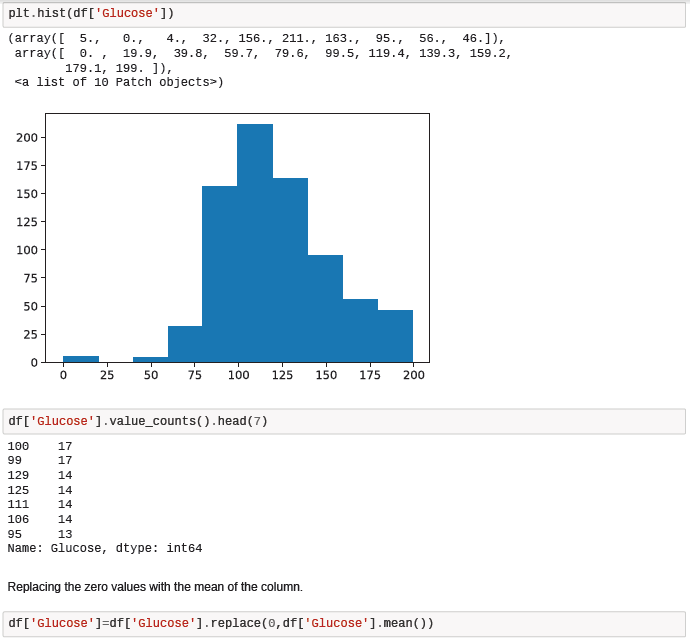 plt.hist(df['Glucose'])
(array([  5.,   0.,   4.,  32., 156., 211., 163.,  95.,  56.,  46.]),
 array([  0. ,  19.9,  39.8,  59.7,  79.6,  99.5, 119.4, 139.3, 159.2,
        179.1, 199. ]),
 <a list of 10 Patch objects>)
200
175
150
125
100
75
50
25
0
0 25 50 75 100 125 150 175 200
df['Glucose'].value_counts().head(7)
100    17
99     17
129    14
125    14
111    14
106    14
95     13
Name: Glucose, dtype: int64
Replacing the zero values with the mean of the column.
df['Glucose']=df['Glucose'].replace(0,df['Glucose'].mean())